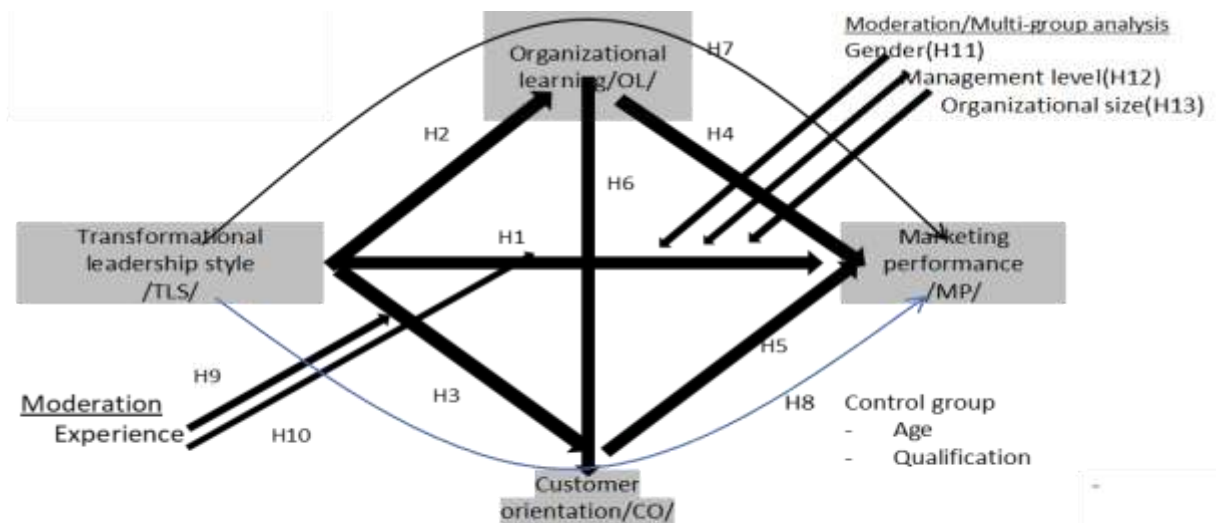 Moderation/Multi-group analysis
Gender(H11)
Management level(H12)
Organizational size(H13)
H7
Organizational
learning/OL/
H2
H4
H6
Transformational
leadership style
/TLS/
H1
Marketing
performance
/MP/
H9
H3
H5
Moderation
Experience
H10
H8
Control group
- Age
- Qualification
Customer
orientation/CO/
-